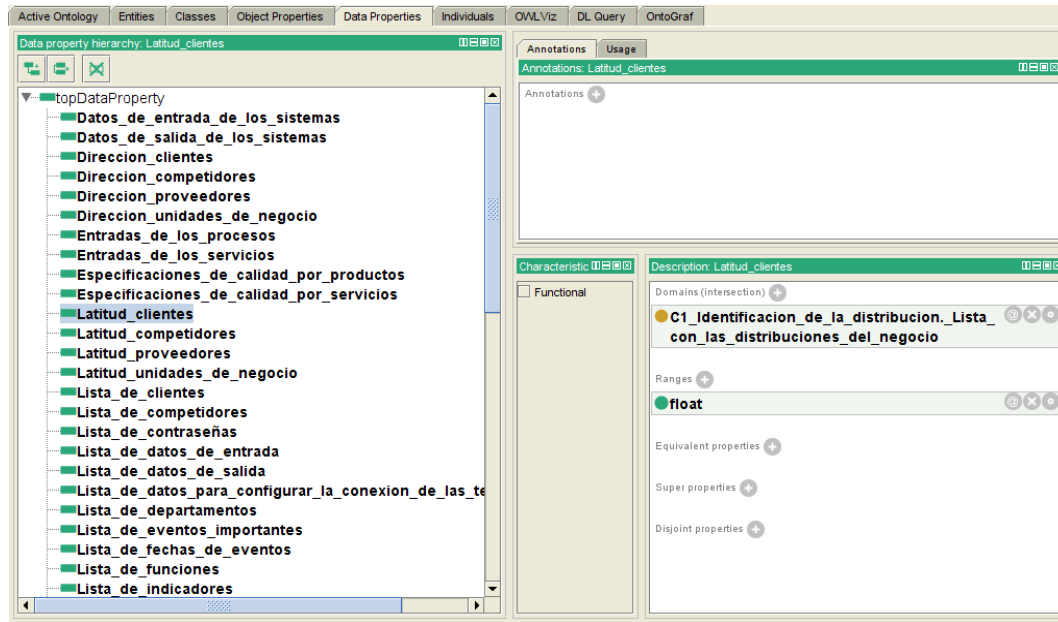 Active Ontology Entities Classes Object Properties Data Properties Individuals OWLViz DL Query OntoGraf
Data property hierarchy: Latitud_clientes
topDataProperty
Datos_de_entrada_de_los_sistemas
Datos_de_salida_de_los_sistemas
Direccion_clientes
Direccion_competidores
Direccion_proveedores
Direccion_unidades_de_negocio
Entradas_de_los_procesos
Entradas_de_los_servicios
Especificaciones_de_calidad_por_productos
Especificaciones_de_calidad_por_servicios
Latitud_clientes
Latitud_competidores
Latitud_proveedores
Latitud_unidades_de_negocio
Lista_de_clientes
Lista_de_competidores
Lista_de_contraseñas
Lista_de_datos_de_entrada
Lista_de_datos_de_salida
Lista_de_datos_para_configurar_la_conexion_de_las_te
Lista_de_departamentos
Lista_de_eventos_importantes
Lista_de_fechas_de_eventos
Lista_de_funciones
Lista_de_indicadores
Annotations Usage
Annotations: Latitud_clientes
Annotations
Characteristic
Functional
Description: Latitud_clientes
Domains (intersection)
C1_Identificacion_de_la_distribucion._Lista_
con_las_distribuciones_del_negocio
Ranges
float
Equivalent properties
Super properties
Disjoint properties